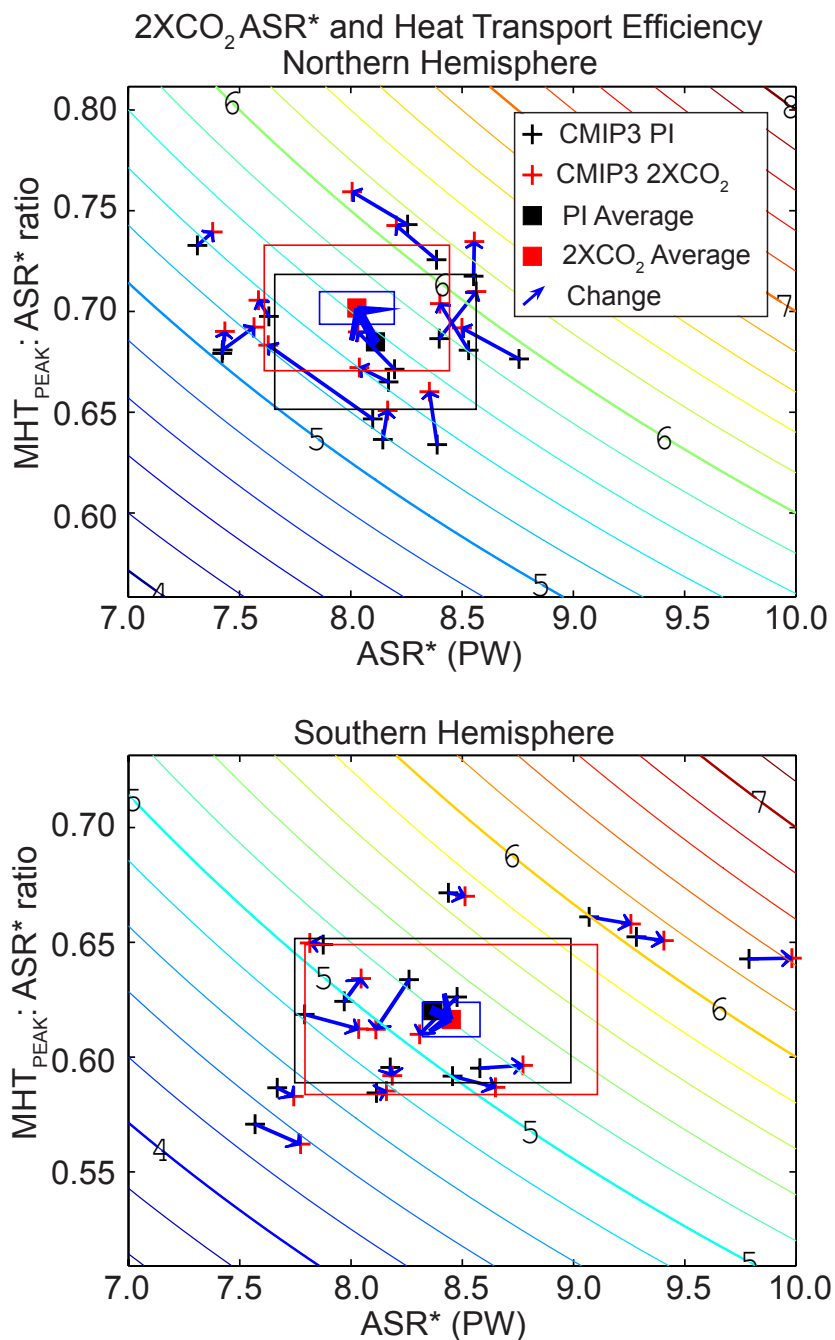 2XCO₂ ASR* and Heat Transport Efficiency
Northern Hemisphere
MHT_PEAK: ASR* ratio
0.80
0.75
0.70
0.65
0.60
6
8
CMIP3 PI
CMIP3 2XCO₂
PI Average
2XCO₂ Average
Change
6
7
5
6
4
5
7.0 7.5 8.0 8.5 9.0 9.5 10.0
ASR* (PW)
Southern Hemisphere
MHT_PEAK: ASR* ratio
0.70
0.65
0.60
0.55
5
7
6
5
6
5
4
5
7.0 7.5 8.0 8.5 9.0 9.5 10.0
ASR* (PW)